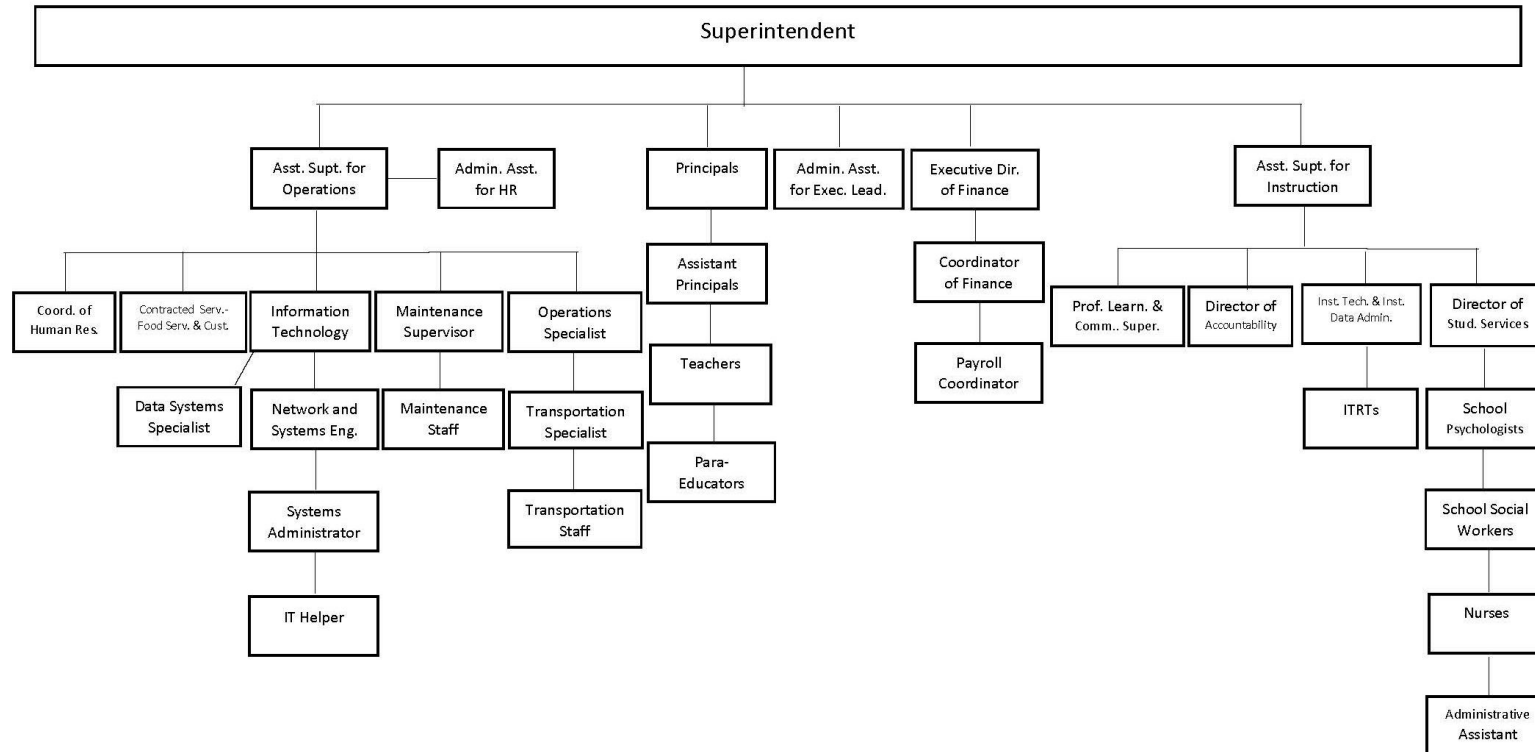 Superintendent
Asst. Supt. for
Operations
Admin. Asst.
for HR
Principals
Admin. Asst.
for Exec. Lead.
Executive Dir.
of Finance
Asst. Supt. for
Instruction
Assistant
Principals
Coordinator
of Finance
Coord. of
Human Res.
Contracted Serv.-
Food Serv. & Cust.
Information
Technology
Maintenance
Supervisor
Operations
Specialist
Prof. Learn. &
Comm.. Super.
Director of
Accountability
Inst. Tech. & Inst.
Data Admin.
Director of
Stud. Services
Teachers
Payroll
Coordinator
Data Systems
Specialist
Network and
Systems Eng.
Maintenance
Staff
Transportation
Specialist
ITRTs
School
Psychologists
Para-
Educators
Systems
Administrator
Transportation
Staff
School Social
Workers
IT Helper
Nurses
Administrative
Assistant